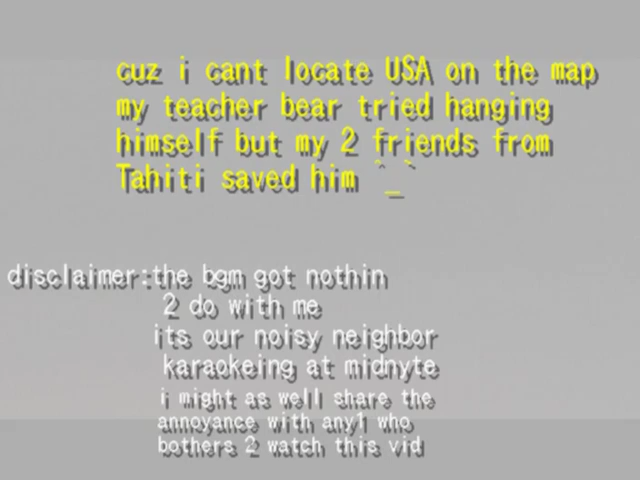 cuz i cant locate USA on the map
my teacher bear tried hanging
himself but my 2 friends from
Tahiti saved him ^_^
disclaimer:the bgm got nothin
2 do with me
its our noisy neighbor
karaokeing at midnyte
i might as well share the
annoyance with any1 who
bothers 2 watch this vid